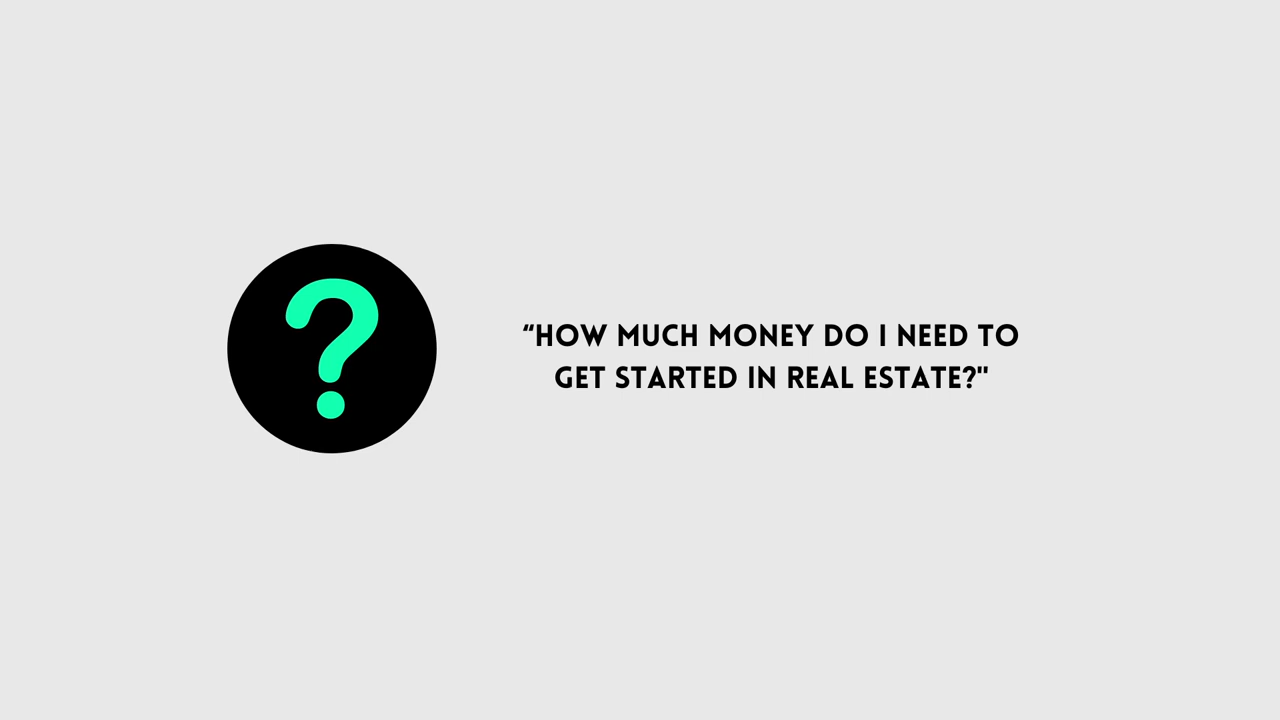 ?
“HOW MUCH MONEY DO I NEED TO
GET STARTED IN REAL ESTATE?"